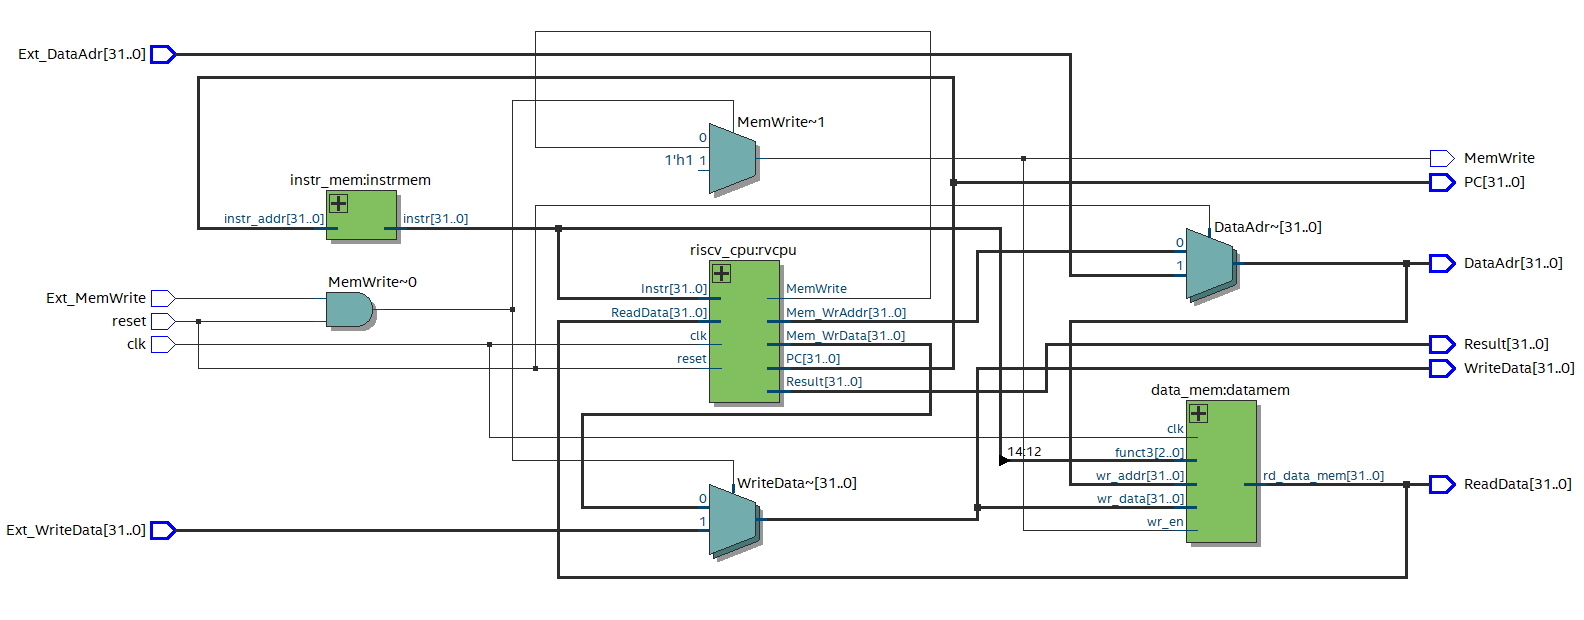 Ext_DataAdr[31..0]
MemWrite~1
0
1'h1 1
MemWrite
PC[31..0]
instr_mem:instrmem
instr_addr[31..0]
instr[31..0]
DataAdr~[31..0]
0
1
DataAdr[31..0]
riscv_cpu:rvcpu
Instr[31..0]
ReadData[31..0]
clk
reset
MemWrite
Mem_WrAddr[31..0]
Mem_WrData[31..0]
PC[31..0]
Result[31..0]
MemWrite~0
Ext_MemWrite
reset
clk
Result[31..0]
WriteData[31..0]
data_mem:datamem
clk
14:12
funct3[2..0]
wr_addr[31..0]
wr_data[31..0]
wr_en
rd_data_mem[31..0]
ReadData[31..0]
WriteData~[31..0]
0
1
Ext_WriteData[31..0]